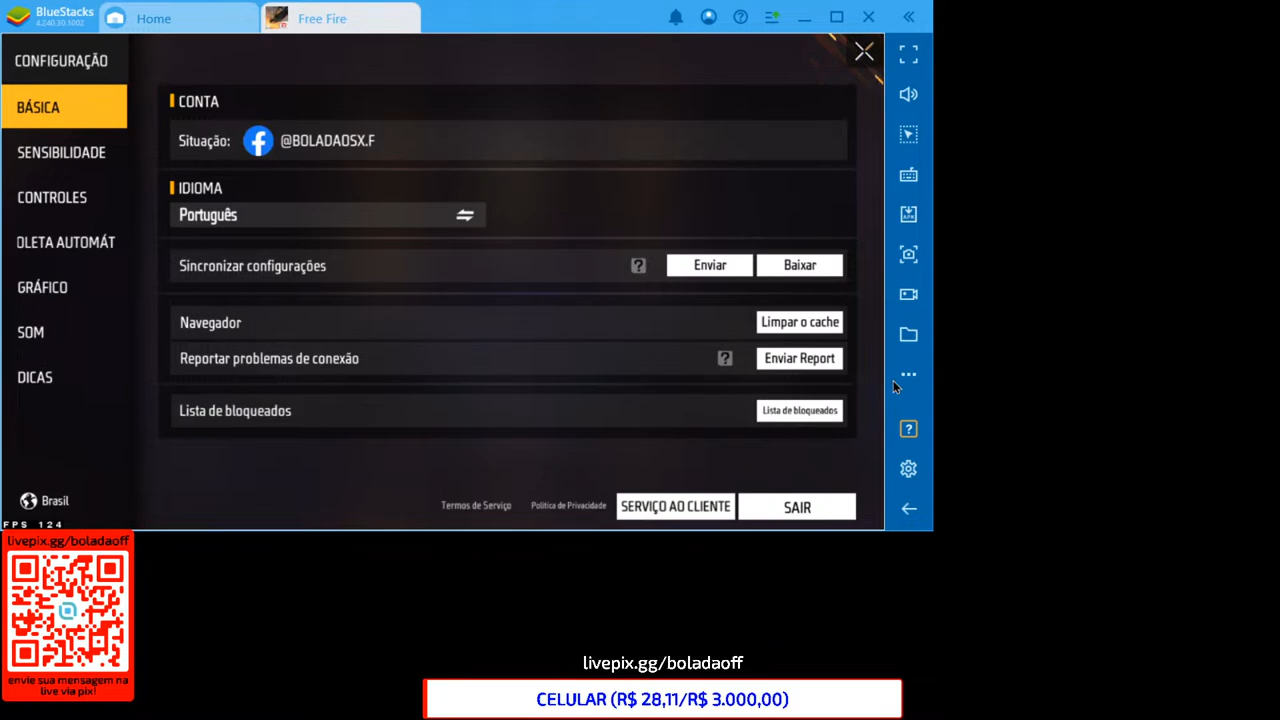 BlueStacks
4.240.30.1002
Home
Free Fire
CONFIGURAÇÃO
BÁSICA
SENSIBILIDADE
CONTROLES
OLETA AUTOMÁT
GRÁFICO
SOM
DICAS
Brasil
FPS 124
CONTA
Situação: @BOLADAOSX.F
IDIOMA
Português
Sincronizar configurações ? Enviar Baixar
Navegador Limpar o cache
Reportar problemas de conexão ? Enviar Report
Lista de bloqueados Lista de bloqueados
Termos de Serviço Política de Privacidade SERVIÇO AO CLIENTE SAIR
APK
livepix.gg/boladaoff
envie sua mensagem na
live via pix!
livepix.gg/boladaoff
CELULAR (R$ 28,11/R$ 3.000,00)